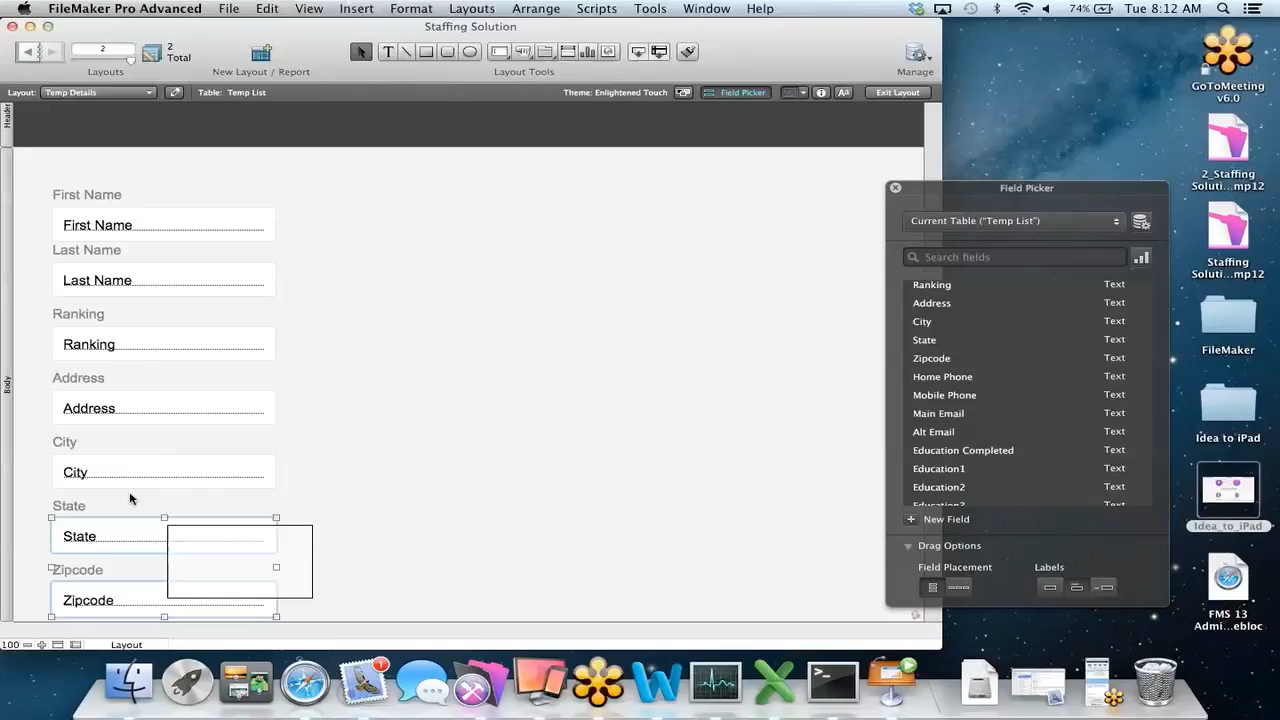 FileMaker Pro Advanced File Edit View Insert Format Layouts Arrange Scripts Tools Window Help 74% Tue 8:12 AM
Staffing Solution
2
2
Total
Layouts
New Layout / Report
Layout Tools
Manage
Layout: Temp Details Table: Temp List Theme: Enlightened Touch Field Picker Aa Exit Layout
Header
Body
First Name
First Name
Last Name
Last Name
Ranking
Ranking
Address
Address
City
City
State
State
Zipcode
Zipcode
100 Layout
Field Picker
Current Table ("Temp List")
Search fields
Ranking Text
Address Text
City Text
State Text
Zipcode Text
Home Phone Text
Mobile Phone Text
Main Email Text
Alt Email Text
Education Completed Text
Education1 Text
Education2 Text
New Field
Drag Options
Field Placement Labels
GoToMeeting
v6.0
2_Staffing
Soluti...mp12
Staffing
Soluti...mp12
FileMaker
Idea to iPad
Idea_to_iPad
FMS 13
Admi...ebloc
1